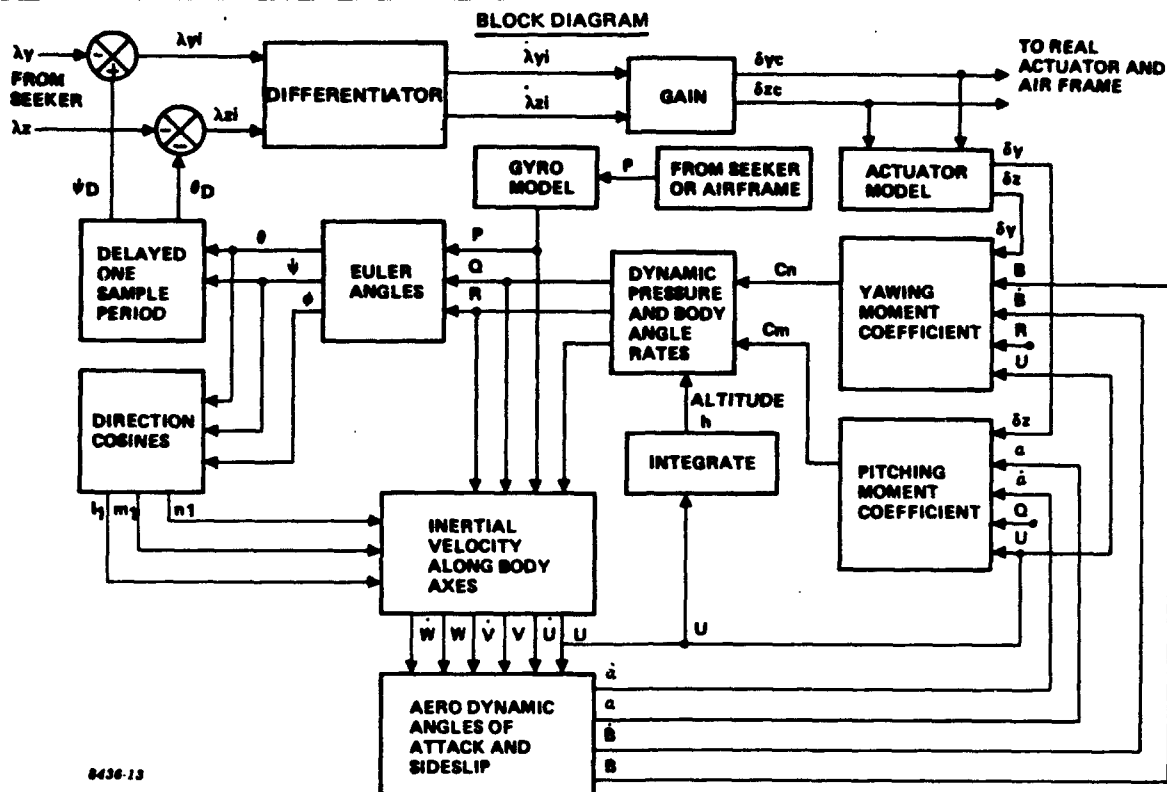 BLOCK DIAGRAM
λy
FROM
SEEKER
λz
-
+
λyi
-
-
λzi
DIFFERENTIATOR
λ̇yi
λ̇zi
GAIN
δyc
δzc
TO REAL
ACTUATOR AND
AIR FRAME
ψD
θD
GYRO
MODEL
P
FROM SEEKER
OR AIRFRAME
ACTUATOR
MODEL
δy
δz
DELAYED
ONE
SAMPLE
PERIOD
θ
ψ
φ
EULER
ANGLES
P
Q
R
DYNAMIC
PRESSURE
AND BODY
ANGLE
RATES
Cn
Cm
YAWING
MOMENT
COEFFICIENT
δy
B
Ḃ
R
U
DIRECTION
COSINES
l1
m1
n1
ALTITUDE
h
INTEGRATE
PITCHING
MOMENT
COEFFICIENT
δz
a
ȧ
Q
U
INERTIAL
VELOCITY
ALONG BODY
AXES
Ẇ
W
V̇
V
U̇
U
U
AERO DYNAMIC
ANGLES OF
ATTACK AND
SIDESLIP
ȧ
a
Ḃ
B
8436-13